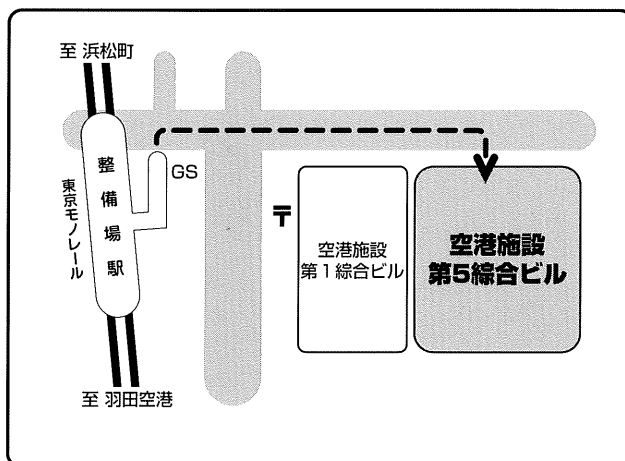 至 浜松町
整備場駅
東京モノレール
GS
〒
空港施設
第1綜合ビル
空港施設
第5綜合ビル
至 羽田空港